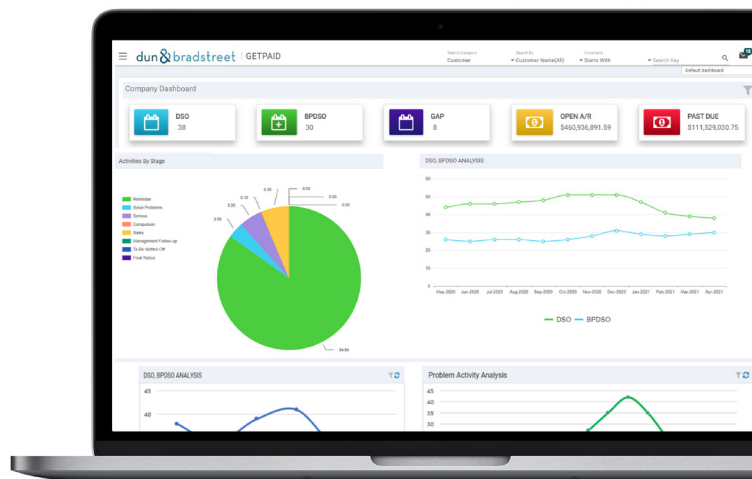 dun & bradstreet | GETPAID
Search Category
Customer
Search By
Customer Name(All)
Constraint
Starts With
Search Key
18
Default Dashboard
Company Dashboard
DSO
38
BPDSO
30
GAP
8
OPEN A/R
$460,936,891.59
PAST DUE
$111,529,030.75
Activities By Stage
Reminder
Value Problems
Serious
Compulsion
Sales
Management Follow-up
To Be Written Off
Final Notice
DSO, BPDSO ANALYSIS
60
50
40
30
20
10
0
May-2020 Jun-2020 Jul-2020 Aug-2020 Sep-2020 Oct-2020 Nov-2020 Dec-2020 Jan-2021 Feb-2021 Mar-2021 Apr-2021
DSO BPDSO
DSO, BPDSO ANALYSIS
45
40
Problem Activity Analysis
45
40
35
30